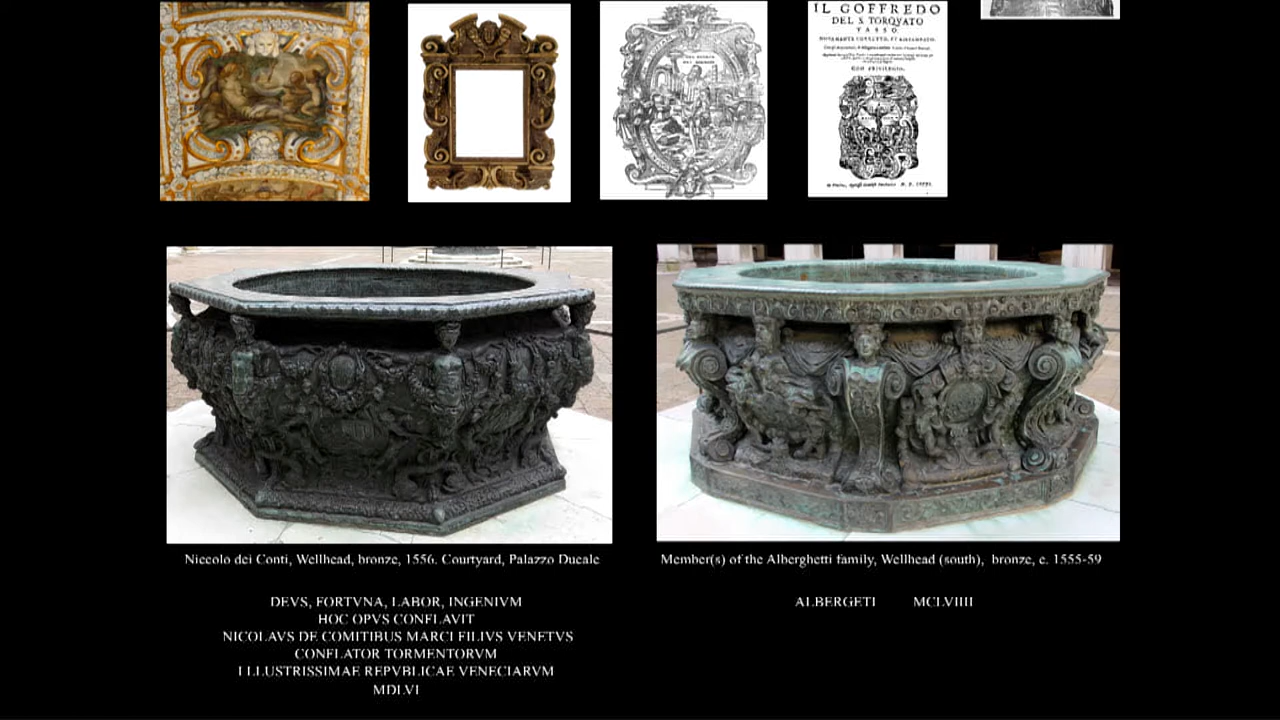 IL GOFFREDO
DEL S. TORQVATO
TASSO.
Niccolo dei Conti, Wellhead, bronze, 1556. Courtyard, Palazzo Ducale
Member(s) of the Alberghetti family, Wellhead (south), bronze, c. 1555-59
DEVS, FORTVNA, LABOR, INGENIVM
HOC OPVS CONFLAVIT
NICOLAVS DE COMITIBUS MARCI FILIVS VENETVS
CONFLATOR TORMENTORVM
ILLUSTRISSIMAE REPVBLICAE VENECIARVM
MDLVI
ALBERGETI MCLVIIII